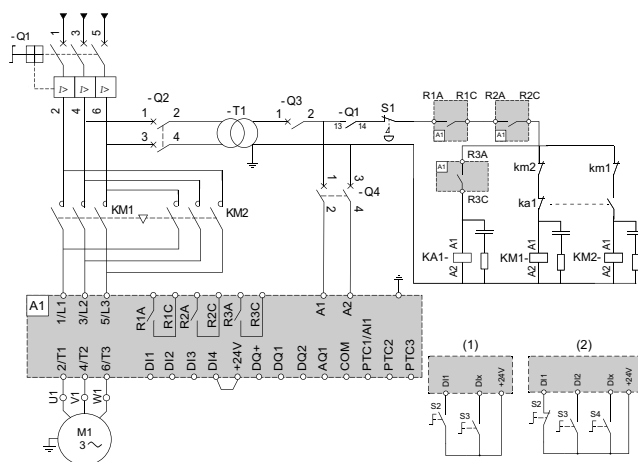 -Q1
1 3 5
I> I> I>
2 4 6
-Q2
1 2
3 4
-T1
-Q3
1 2
-Q1
13 14
S1
R1A R1C R2A R2C
A1 A1
1 3
-Q4
2 4
A1
R3A
R3C
km2 km1
ka1
KM1 KM2
KA1- A1 A2
KM1- A1 A2
KM2- A1 A2
A1
1/L1 3/L2 5/L3 R1A R1C R2A R2C R3A R3C A1 A2
2/T1 4/T2 6/T3 DI1 DI2 DI3 DI4 +24V DQ+ DQ1 DQ2 AQ1 COM PTC1/AI1 PTC2 PTC3
U1 V1 W1
M1
3
(1) (2)
DI1 DIx +24V
S2 S3
DI1 DI2 DIx +24V
S2 S3 S4